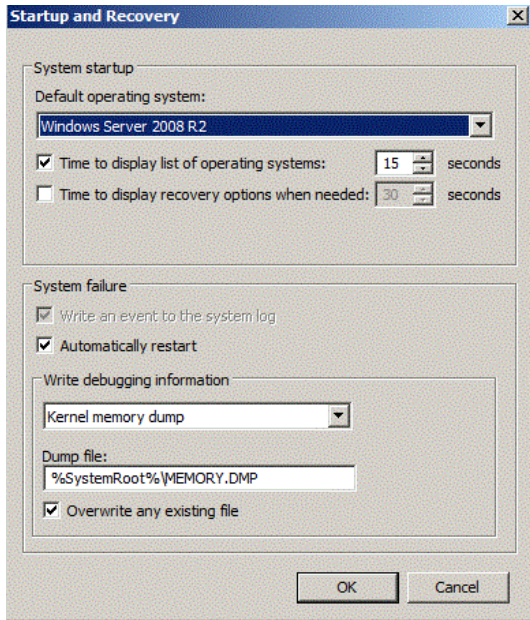 Startup and Recovery
System startup
Default operating system:
Windows Server 2008 R2
Time to display list of operating systems: 15 seconds
Time to display recovery options when needed: 30 seconds
System failure
Write an event to the system log
Automatically restart
Write debugging information
Kernel memory dump
Dump file:
%SystemRoot%\MEMORY.DMP
Overwrite any existing file
OK Cancel